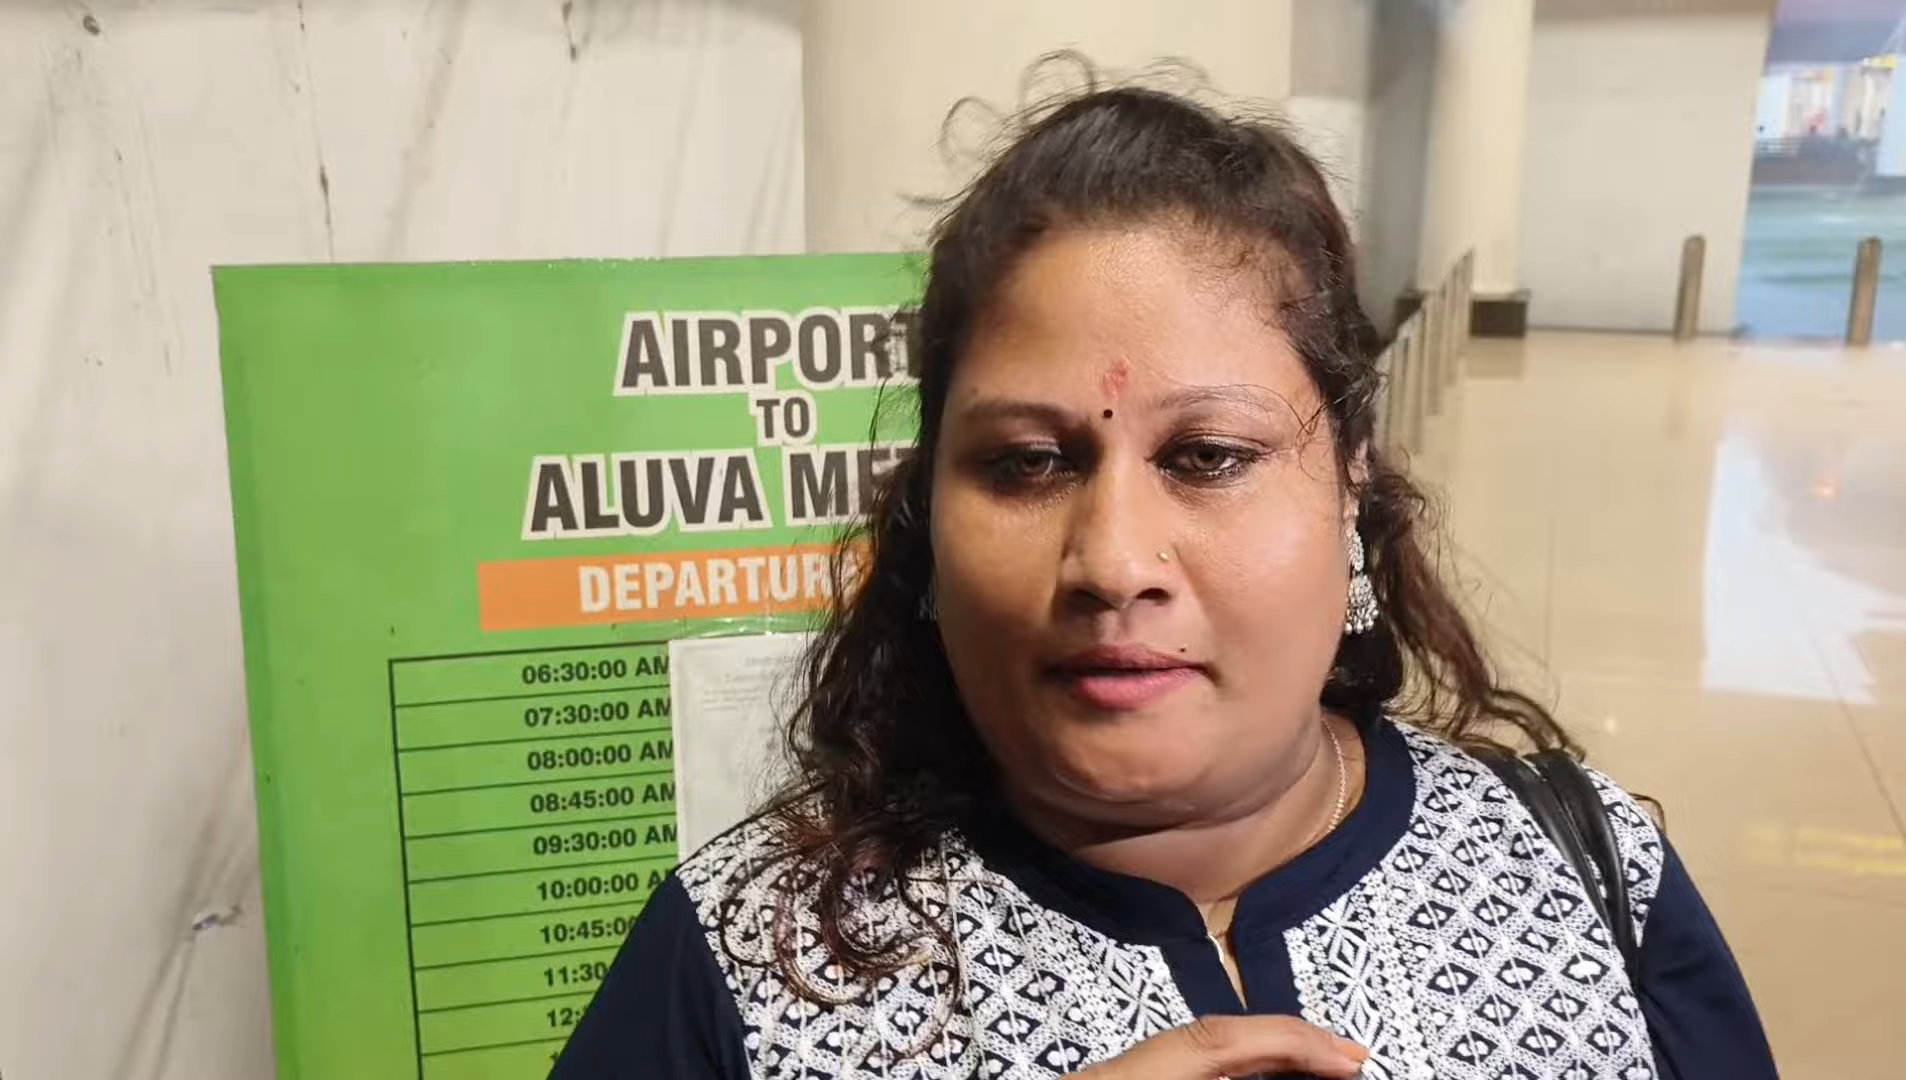 AIRPORT
TO
ALUVA ME
DEPARTUR
06:30:00 AM
07:30:00 AM
08:00:00 AM
08:45:00 AM
09:30:00 AM
10:00:00 A
10:45:00
11:30
12: